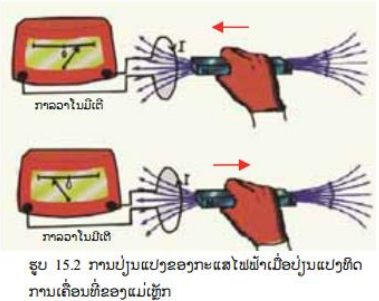 0
I
ກາລວາໂນມິເຕີ
0
I
ກາລວາໂນມິເຕີ
ຮູບ 15.2 ການປ່ຽນແປງຂອງກະແສໄຟຟ້າເມື່ອປ່ຽນແປງທິດ
ການເຄື່ອນທີ່ຂອງແມ່ເຫຼັກ